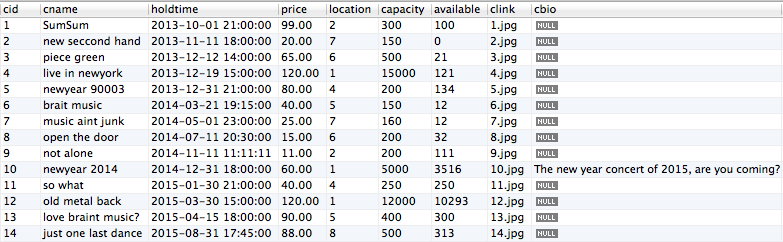 cid cname holdtime price location capacity available clink cbio
1 SumSum 2013-10-01 21:00:00 99.00 2 300 100 1.jpg NULL
2 new seccond hand 2013-11-11 18:00:00 20.00 7 150 0 2.jpg NULL
3 piece green 2013-12-12 14:00:00 65.00 6 500 21 3.jpg NULL
4 live in newyork 2013-12-19 15:00:00 120.00 1 15000 121 4.jpg NULL
5 newyear 90003 2013-12-31 21:00:00 80.00 4 200 134 5.jpg NULL
6 brait music 2014-03-21 19:15:00 40.00 5 150 12 6.jpg NULL
7 music aint junk 2014-05-01 23:00:00 25.00 7 160 12 7.jpg NULL
8 open the door 2014-07-11 20:30:00 15.00 6 200 32 8.jpg NULL
9 not alone 2014-11-11 11:11:11 11.00 2 200 111 9.jpg NULL
10 newyear 2014 2014-12-31 18:00:00 60.00 1 5000 3516 10.jpg The new year concert of 2015, are you coming?
11 so what 2015-01-30 21:00:00 40.00 4 250 250 11.jpg NULL
12 old metal back 2015-03-30 15:00:00 120.00 1 12000 10293 12.jpg NULL
13 love braint music? 2015-04-15 18:00:00 90.00 5 400 300 13.jpg NULL
14 just one last dance 2015-08-31 17:45:00 88.00 8 500 313 14.jpg NULL